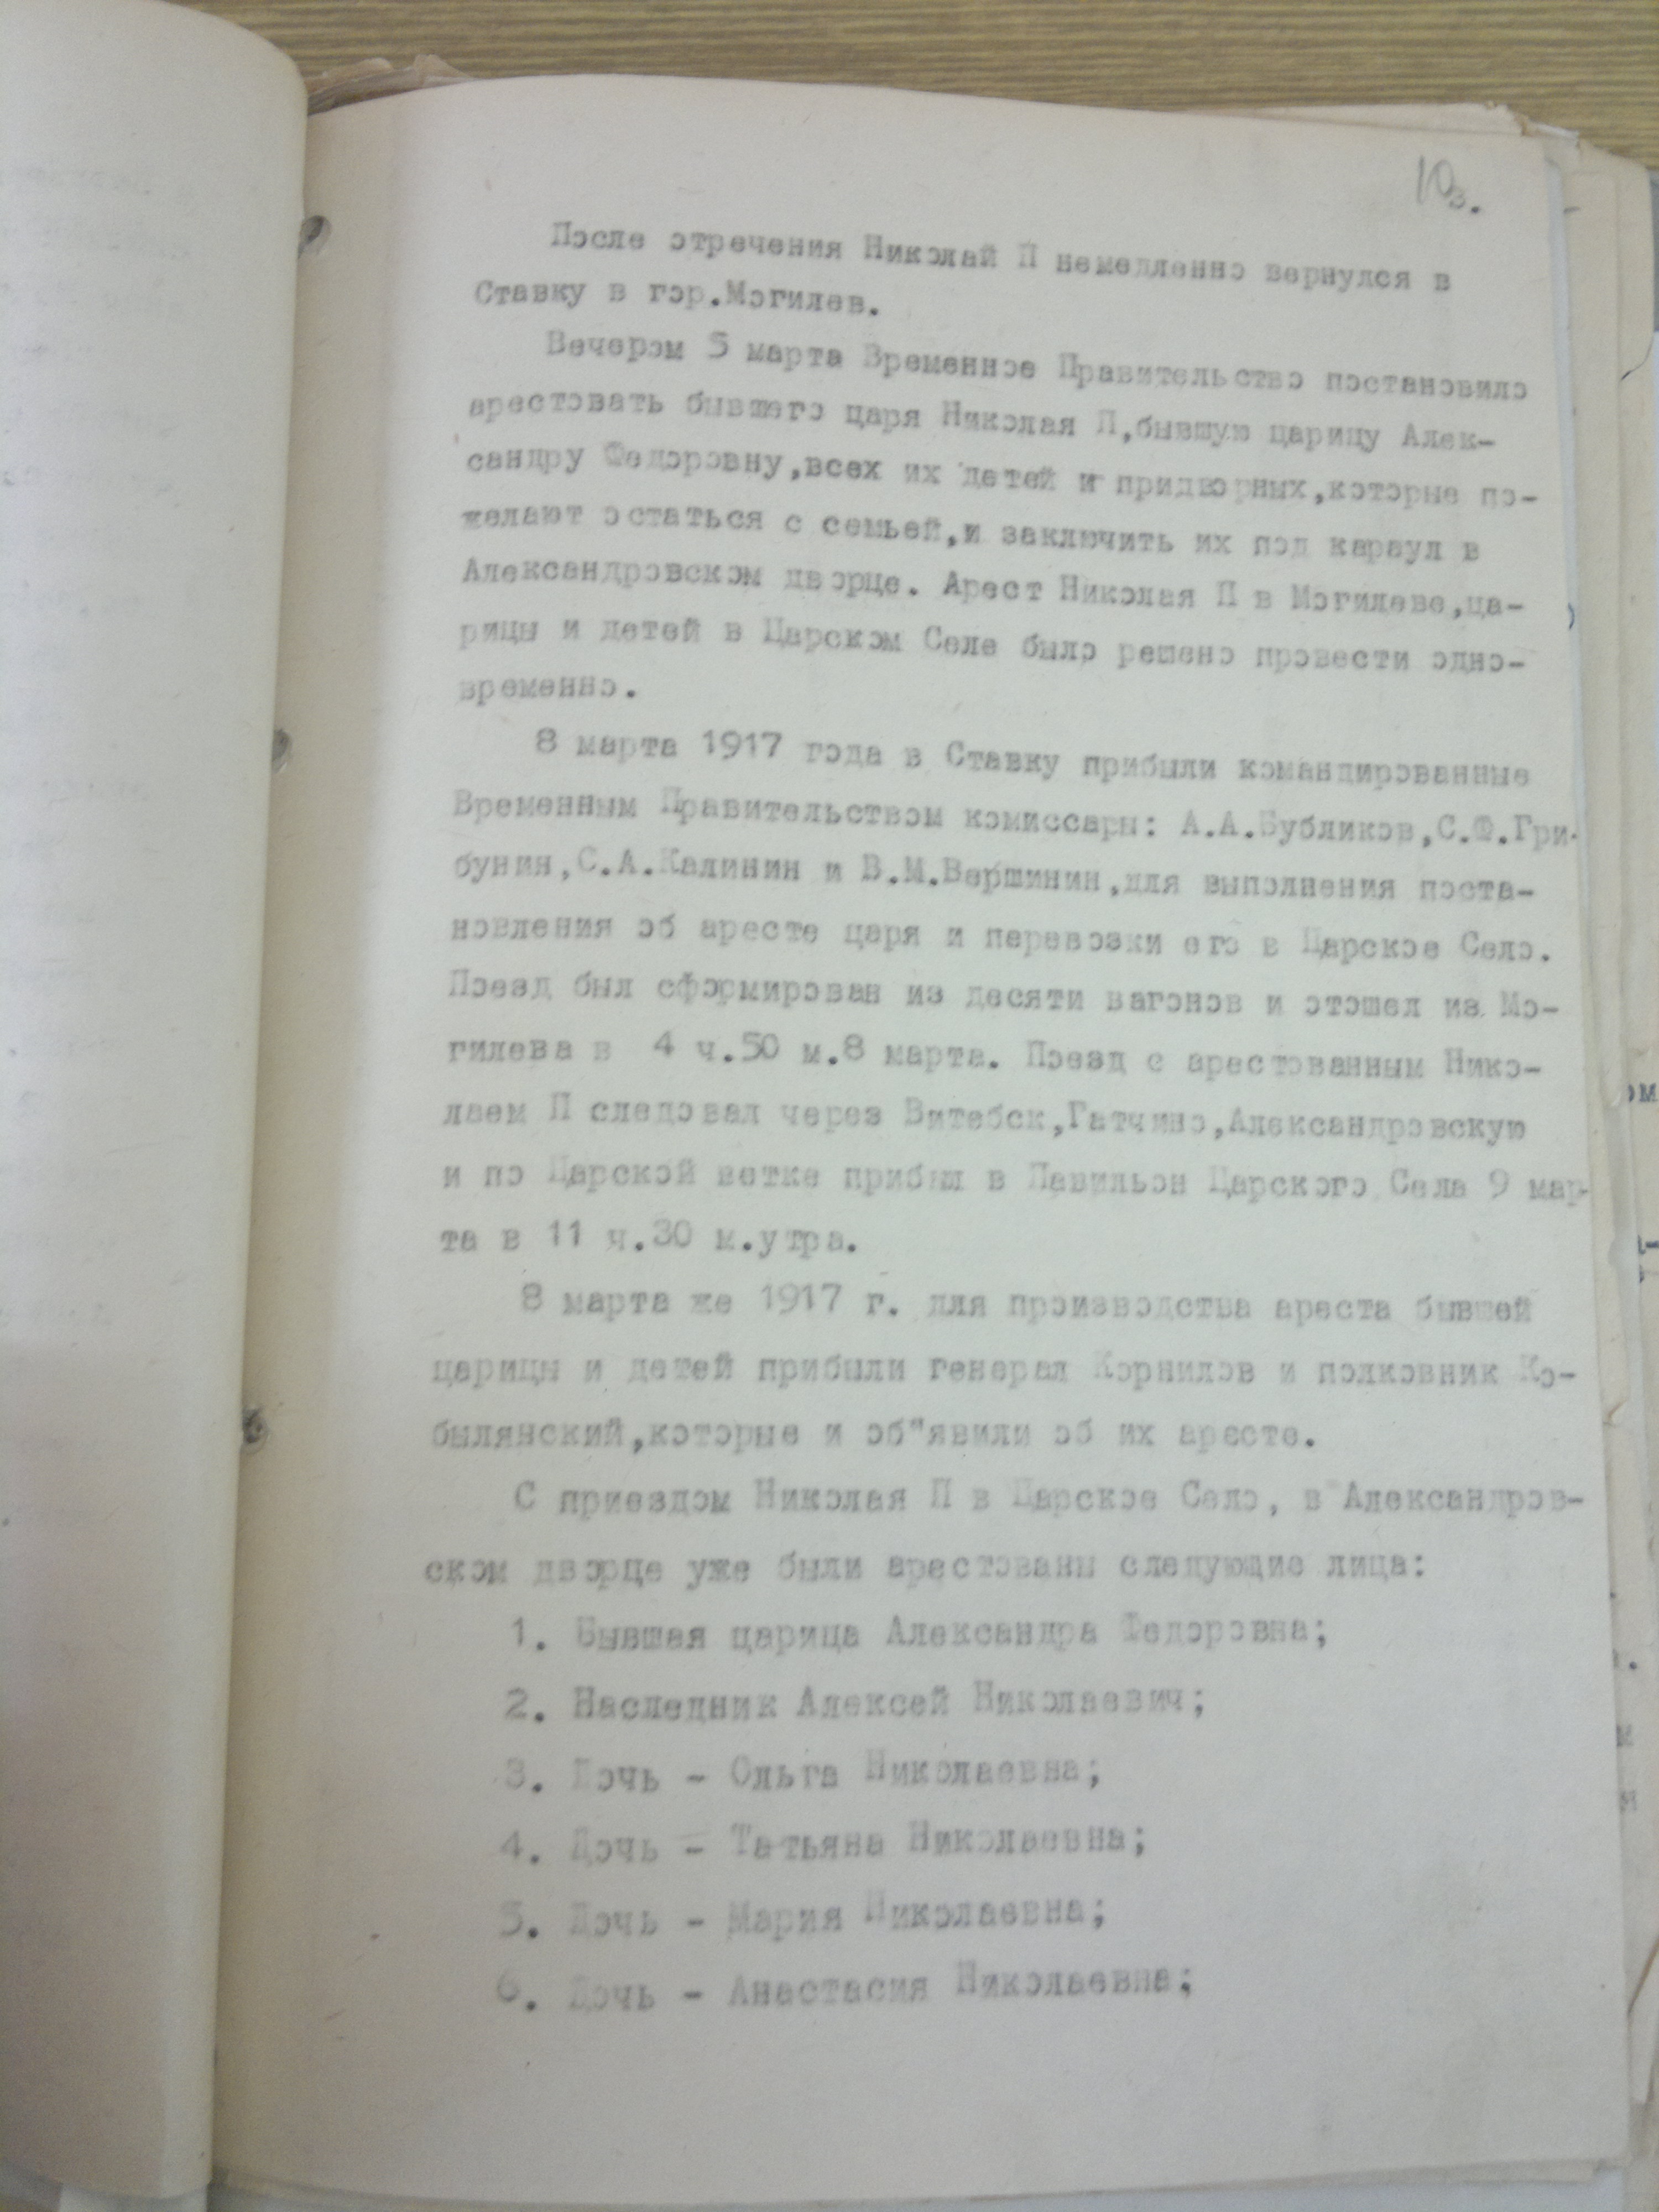 10
3.
После отречения Николай П немедленно вернулся в
Ставку в гор.Могилев.
Вечером 5 марта Временное Правительство постановило
арестовать бывшего царя Николая П,бывшую царицу Алек-
сандру Федоровну,всех их детей и придворных,которые по-
желают остаться с семьей,и заключить их под караул в
Александровском дворце. Арест Николая П в Могилеве,ца-
рицы и детей в Царском Селе было решено провести одно-
временно.
8 марта 1917 года в Ставку прибыли командированные
Временным Правительством комиссары: А.А.Бубликов,С.Ф.Гри-
бунин,С.А.Калинин и В.М.Вершинин,для выполнения поста-
новления об аресте царя и перевозки его в Царское Село.
Поезд был сформирован из десяти вагонов и отошел из Мо-
гилева в 4 ч.50 м.8 марта. Поезд с арестованным Нико-
лаем П следовал через Витебск,Гатчино,Александровскую
и по Царской ветке прибыл в Павильон Царского Села 9 мар-
та в 11 ч.30 м.утра.
8 марта же 1917 г. для производства ареста бывшей
царицы и детей прибыли генерал Корнилов и полковник Ко-
былянский,которые и об"явили об их аресте.
С приездом Николая П в Царское Село, в Александров-
ском дворце уже были арестованы следующие лица:
1. Бывшая царица Александра Федоровна;
2. Наследник Алексей Николаевич;
3. Дочь - Ольга Николаевна;
4. Дочь - Татьяна Николаевна;
5. Дочь - Мария Николаевна;
6. Дочь - Анастасия Николаевна;